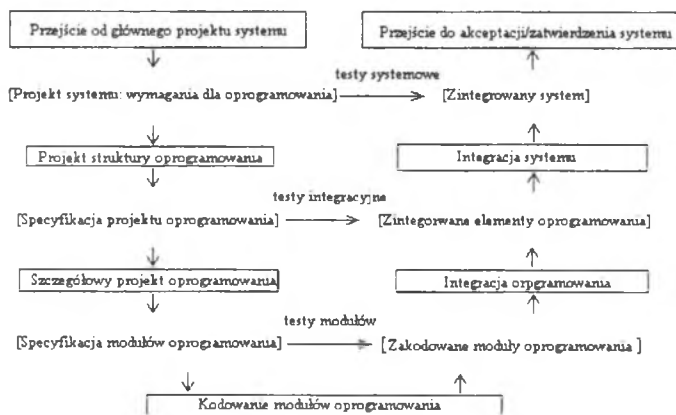 Przejście od głównego projektu systemu
Przejście do akceptacji/zatwierdzenia systemu
testy systemowe
[Projekt systemu: wymagania dla oprogramowania]
[Zintegrowany system]
Projekt struktury oprogramowania
Integracja systemu
testy integracyjne
[Specyfikacja projektu oprogramowania]
[Zintegorwane elementy oprogramowania]
Szczegółowy projekt oprogramowania
Integracja orpgramowania
testy modułów
[Specyfikacja modułów oprogramowania]
[Zakodowane moduły oprogramowania ]
Kodowanie modułów oprogramowania